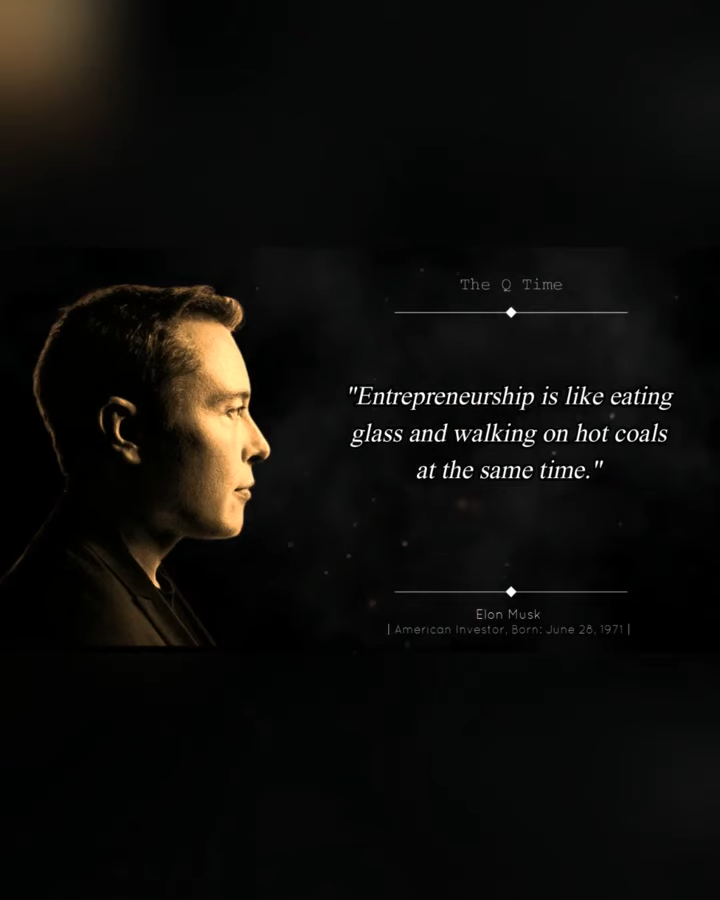 The Q Time
"Entrepreneurship is like eating
glass and walking on hot coals
at the same time."
Elon Musk
| American Investor, Born: June 28, 1971 |